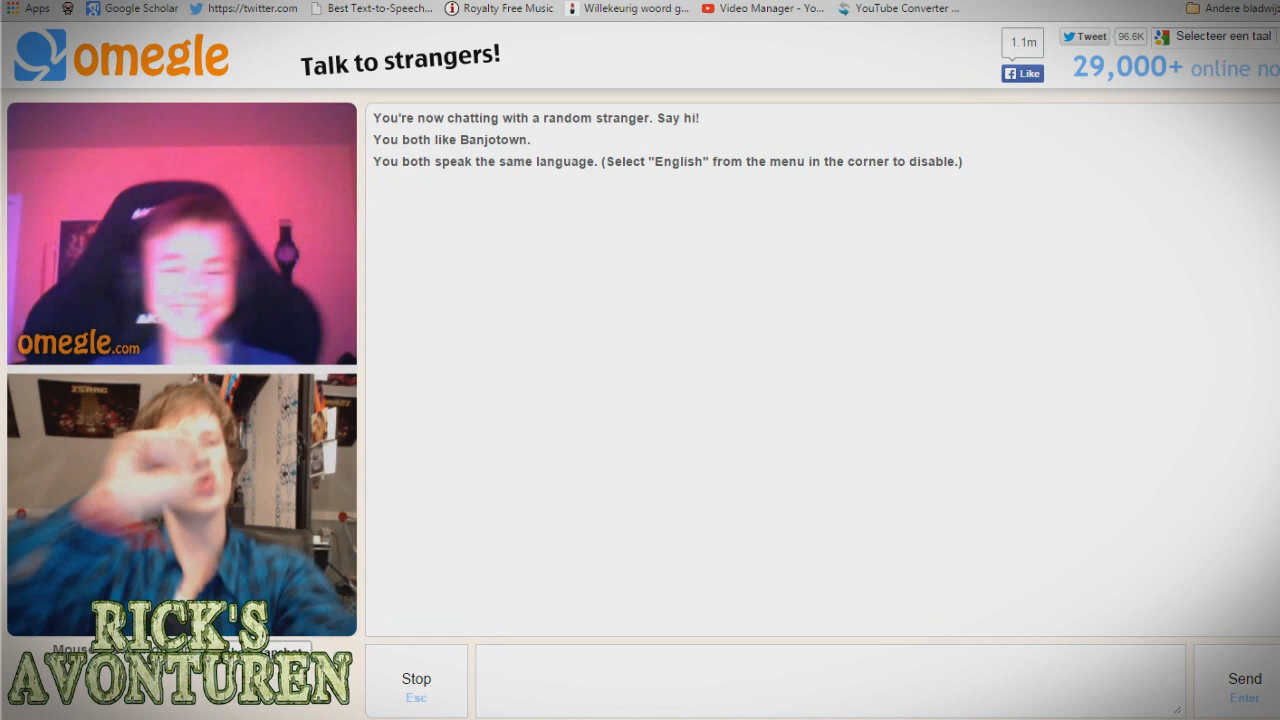 Apps
Google Scholar
https://twitter.com
Best Text-to-Speech...
Royalty Free Music
Willekeurig woord g...
Video Manager - Yo...
YouTube Converter ...
Andere bladwij
omegle
Talk to strangers!
1.1m
Like
Tweet
96.6K
Selecteer een taal
29,000+ online no
You're now chatting with a random stranger. Say hi!
You both like Banjotown.
You both speak the same language. (Select "English" from the menu in the corner to disable.)
omegle.com
ISAAC
RICK'S
AVONTUREN
Stop
Esc
Send
Enter